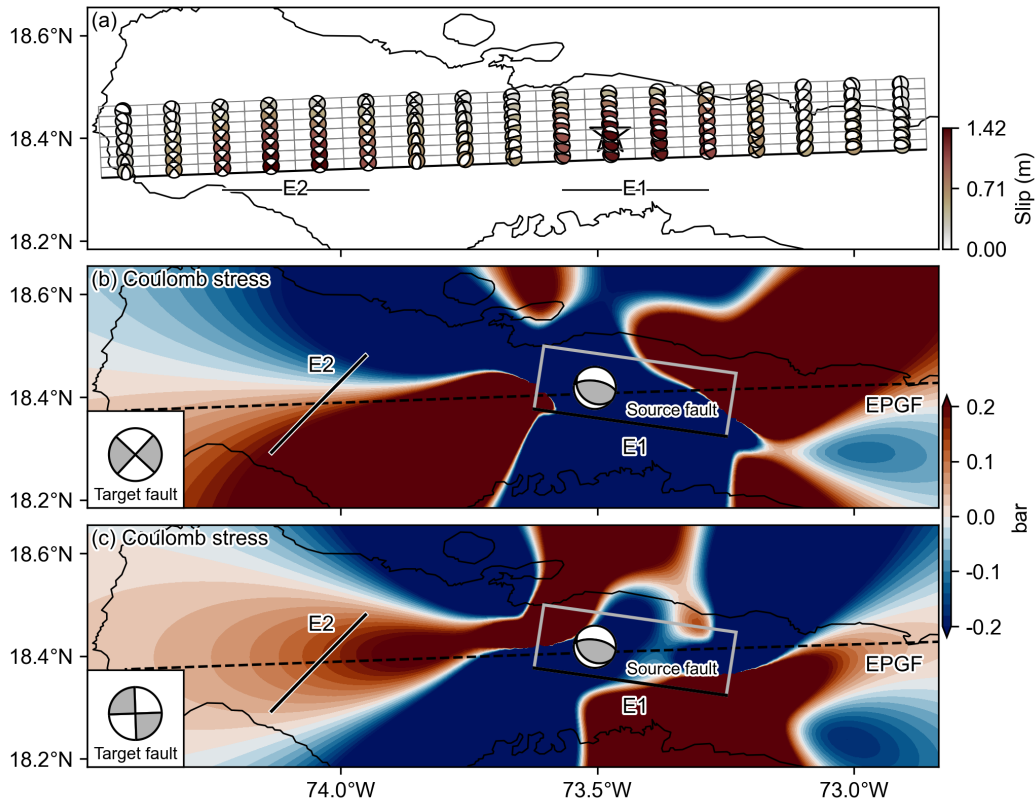 (a)
18.6°N
18.4°N
18.2°N
E2
E1
1.42
0.71
0.00
Slip (m)
(b) Coulomb stress
18.6°N
18.4°N
18.2°N
E2
Source fault
E1
EPGF
Target fault
0.2
0.1
0.0
-0.1
-0.2
bar
(c) Coulomb stress
18.6°N
18.4°N
18.2°N
E2
Source fault
E1
EPGF
Target fault
74.0°W
73.5°W
73.0°W